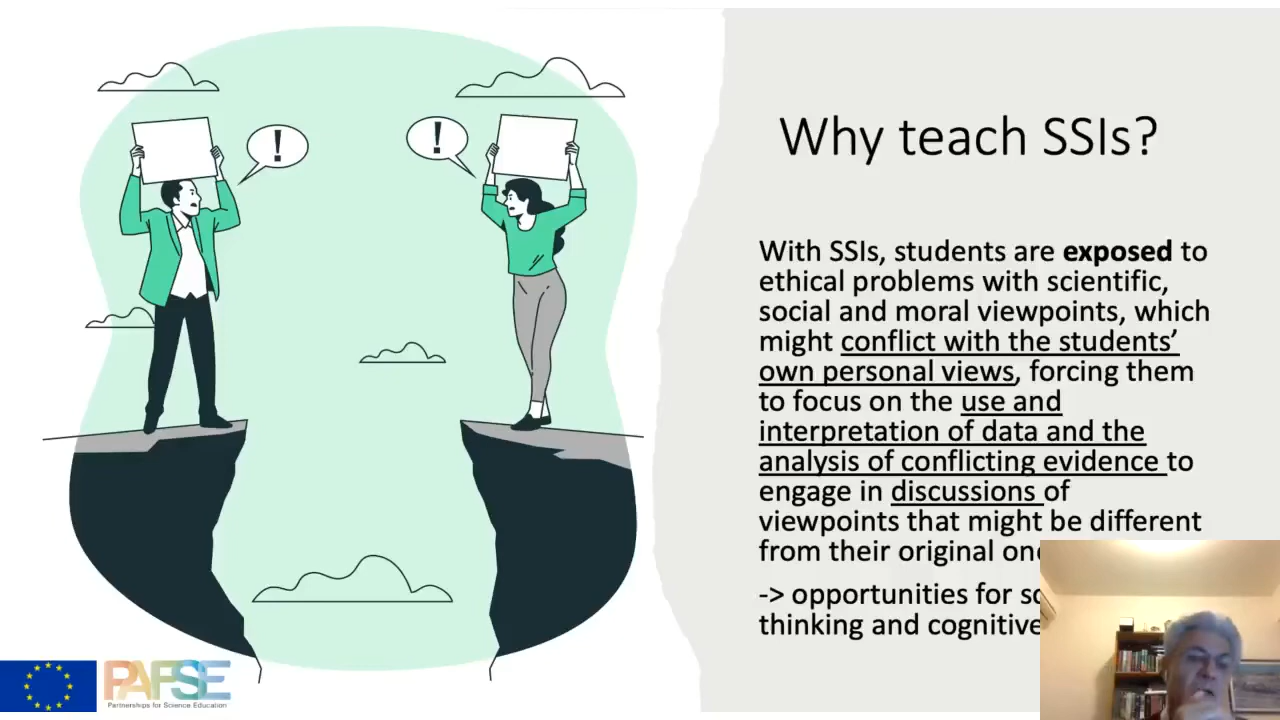 !
!
Why teach SSIs?
With SSIs, students are exposed to
ethical problems with scientific,
social and moral viewpoints, which
might conflict with the students'
own personal views, forcing them
to focus on the use and
interpretation of data and the
analysis of conflicting evidence to
engage in discussions of
viewpoints that might be different
from their original
-> opportunities for
thinking and cognitive
PAFSE
Partnerships for Science Education